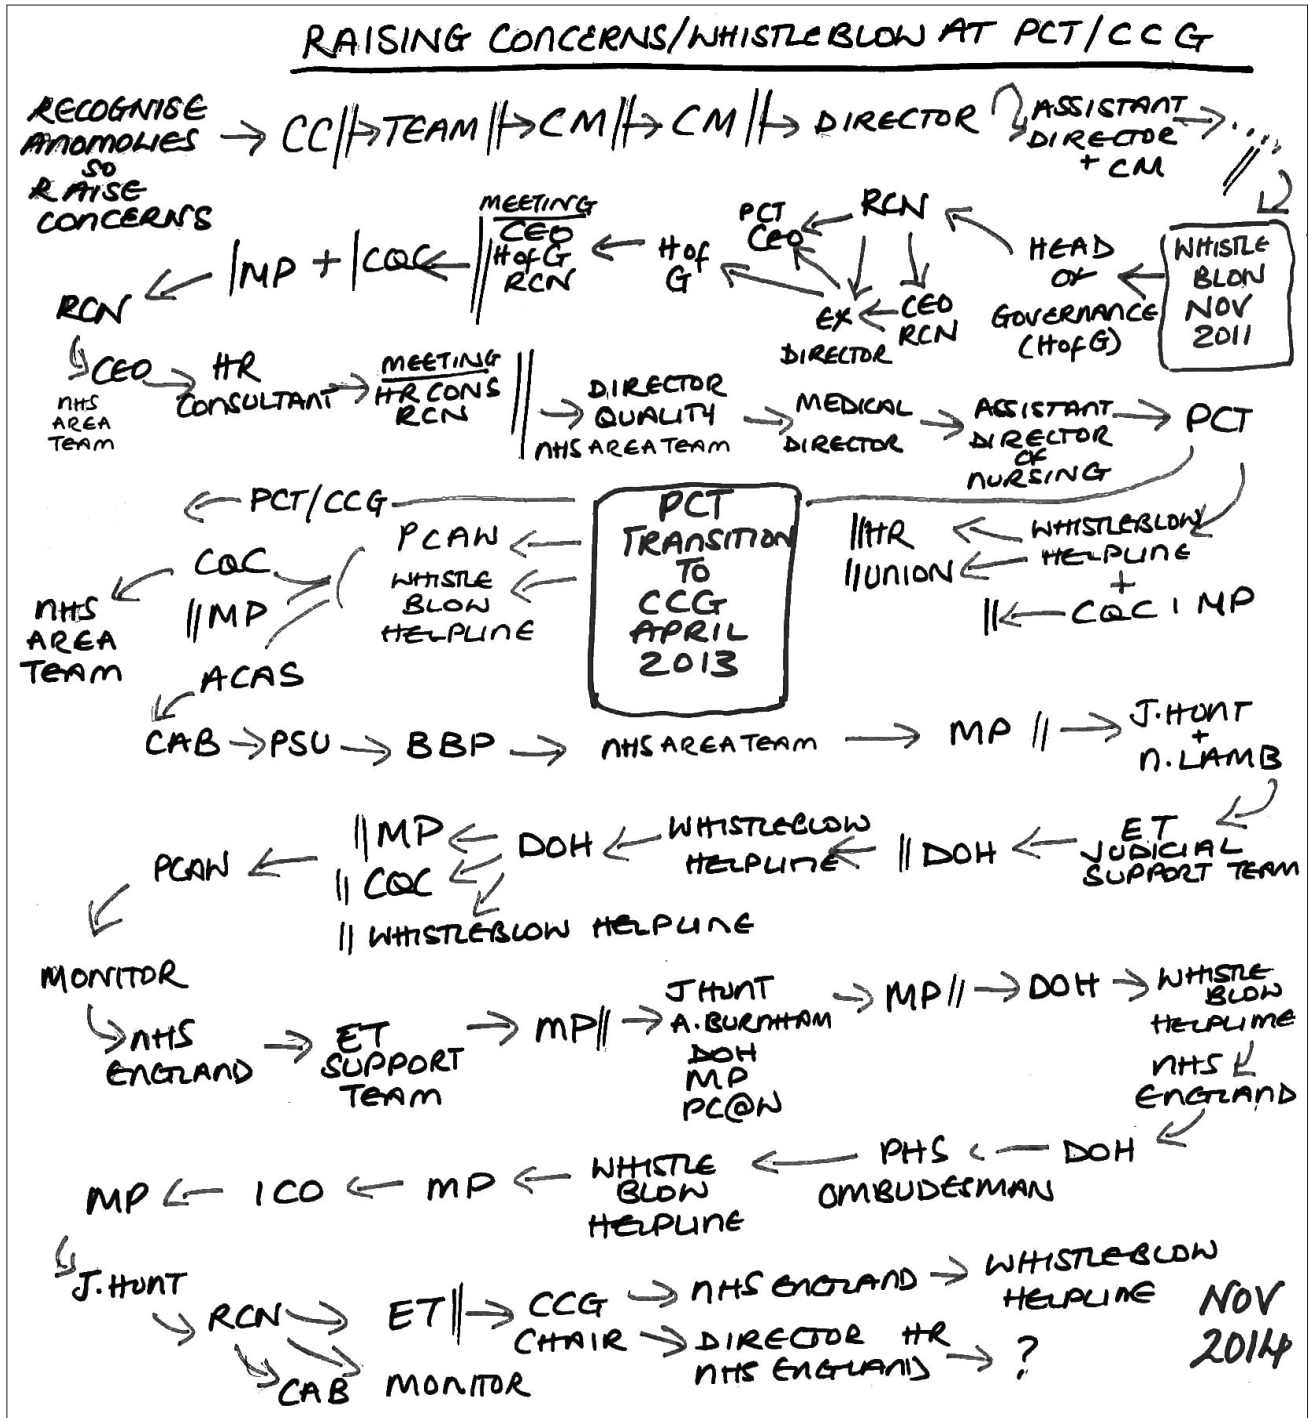 RAISING CONCERNS/WHISTLEBLOW AT PCT/CCG
RECOGNISE
ANOMOLIES
SO
RAISE
CONCERNS
→ CC ||→ TEAM ||→ CM ||→ CM ||→ DIRECTOR
ASSISTANT
DIRECTOR
+ CM
→ .....
//
WHISTLE
BLOW
NOV
2011
HEAD
OF
GOVERNANCE
(HofG)
RCN
PCT
CEO
CEO
RCN
EX
DIRECTOR
Hof
G
MEETING
CEO
HofG
RCN
|MP + |CQC
RCN
CEO
NHS
AREA
TEAM
HR
CONSULTANT
MEETING
HR CONS
RCN
DIRECTOR
QUALITY
NHS AREA TEAM
MEDICAL
DIRECTOR
ASSISTANT
DIRECTOR
OF
NURSING
PCT
WHISTLEBLOW
HELPLINE
+
CQC | MP
||
||HR
||UNION
PCT
TRANSITION
TO
CCG
APRIL
2013
PCT/CCG
PCAW
WHISTLE
BLOW
HELPLINE
CQC
||MP
ACAS
NHS
AREA
TEAM
CAB → PSU → BBP → NHS AREA TEAM → MP || →
J.HUNT
+
N.LAMB
ET
JUDICIAL
SUPPORT TEAM
|| DOH
WHISTLEBLOW
HELPLINE
DOH
||MP
|| CQC
|| WHISTLEBLOW HELPLINE
PCAW
MONITOR
NHS
ENGLAND
ET
SUPPORT
TEAM
→ MP|| →
J HUNT
A.BURNHAM
DOH
MP
PC@W
→ MP|| → DOH →
WHISTLE
BLOW
HELPLINE
NHS
ENGLAND
DOH
PHS
OMBUDESMAN
WHISTLE
BLOW
HELPLINE
MP
ICO
MP
J.HUNT
RCN
CAB
ET||
MONITOR
CCG
CHAIR
NHS ENGLAND
WHISTLEBLOW
HELPLINE
DIRECTOR HR
NHS ENGLAND
→ ?
NOV
2014